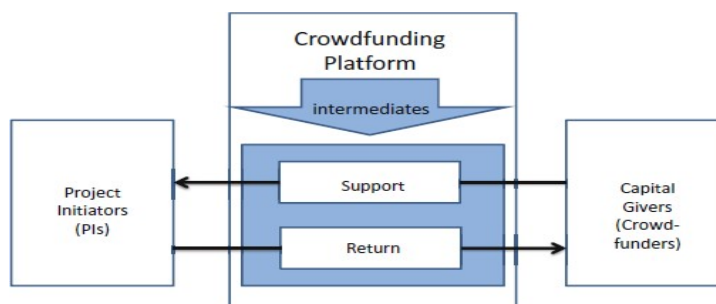 Crowdfunding
Platform
intermediates
Project
Initiators
(PIs)
Support
Return
Capital
Givers
(Crowd-
funders)